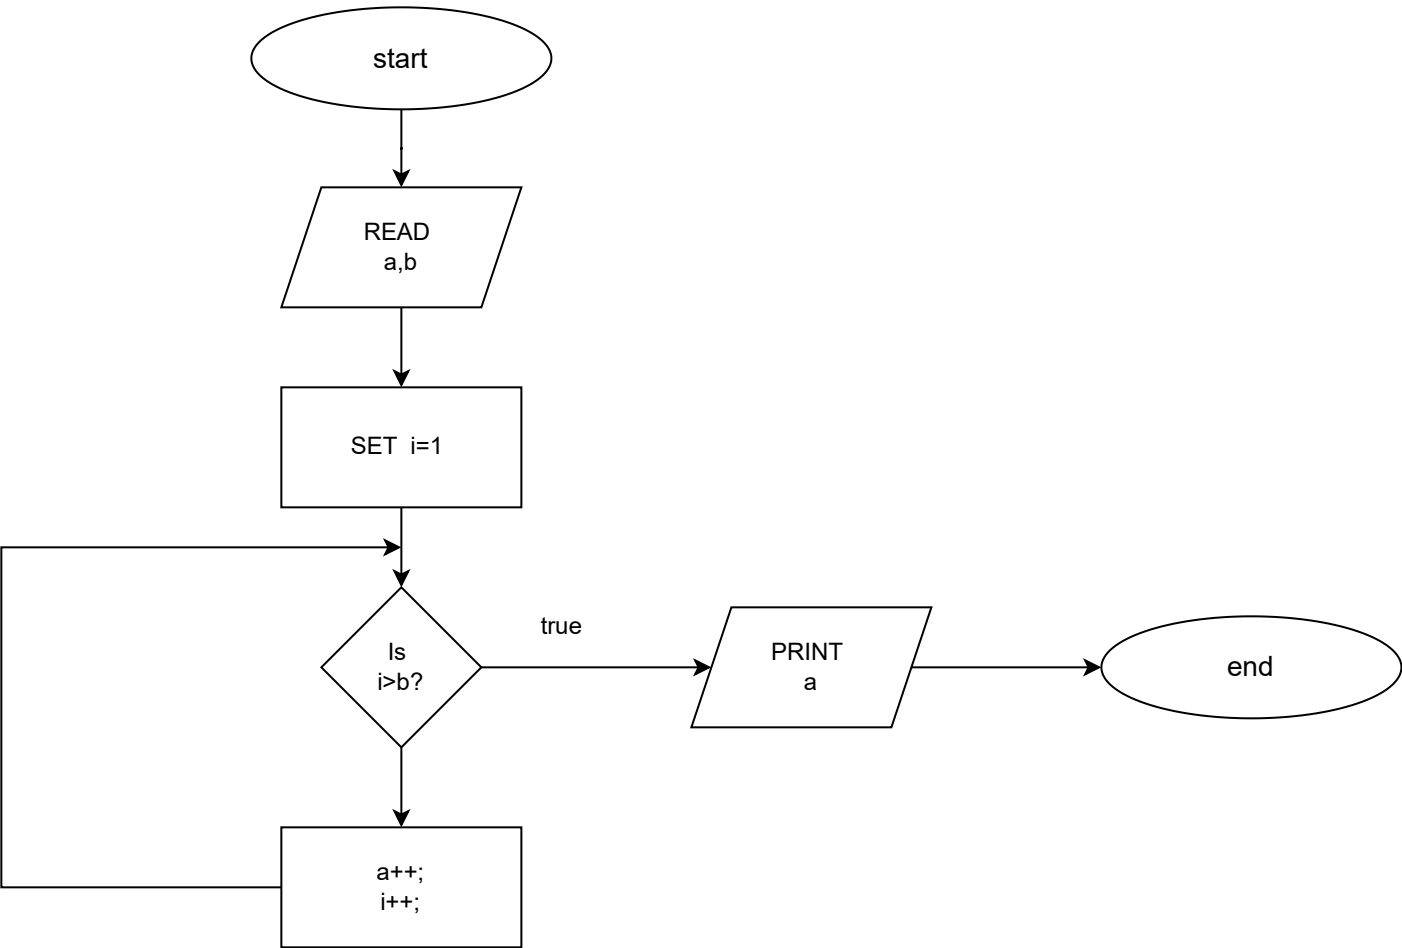 start
READ
a,b
SET i=1
Is
i>b?
true
PRINT
a
end
a++;
i++;